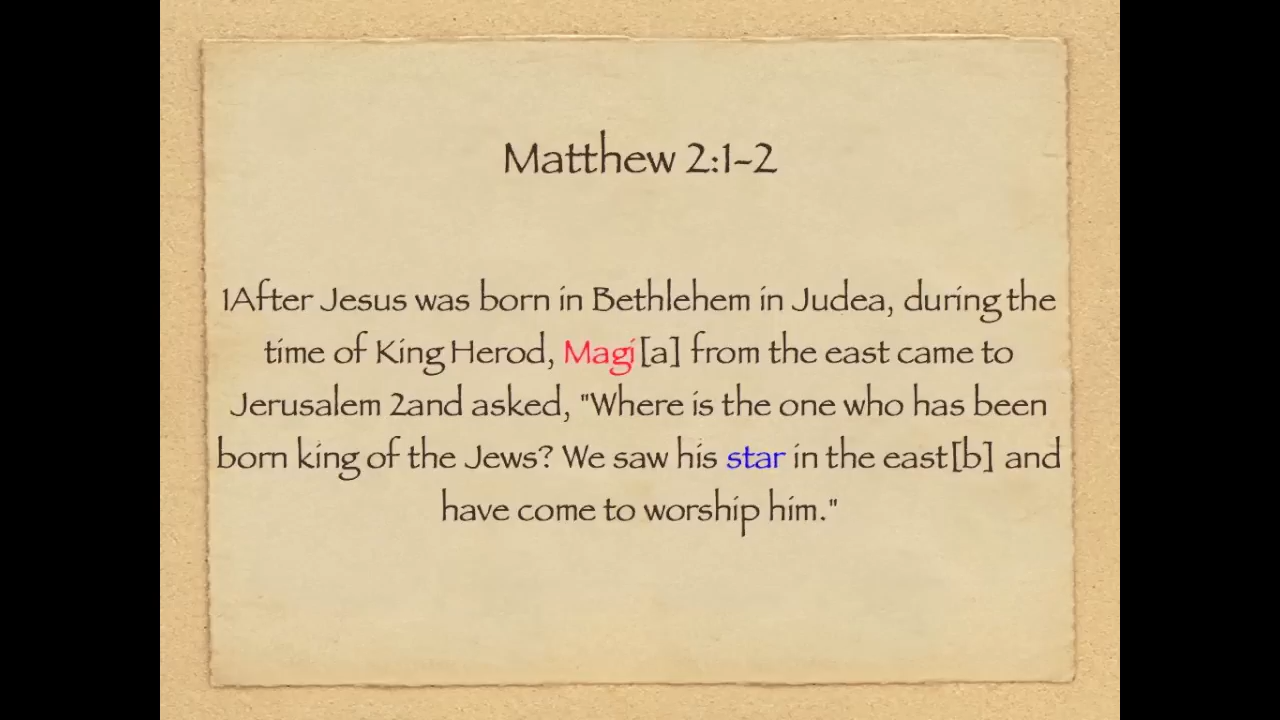 Matthew 2:1-2
1After Jesus was born in Bethlehem in Judea, during the
time of King Herod, Magi[a] from the east came to
Jerusalem 2and asked, "Where is the one who has been
born king of the Jews? We saw his star in the east[b] and
have come to worship him."